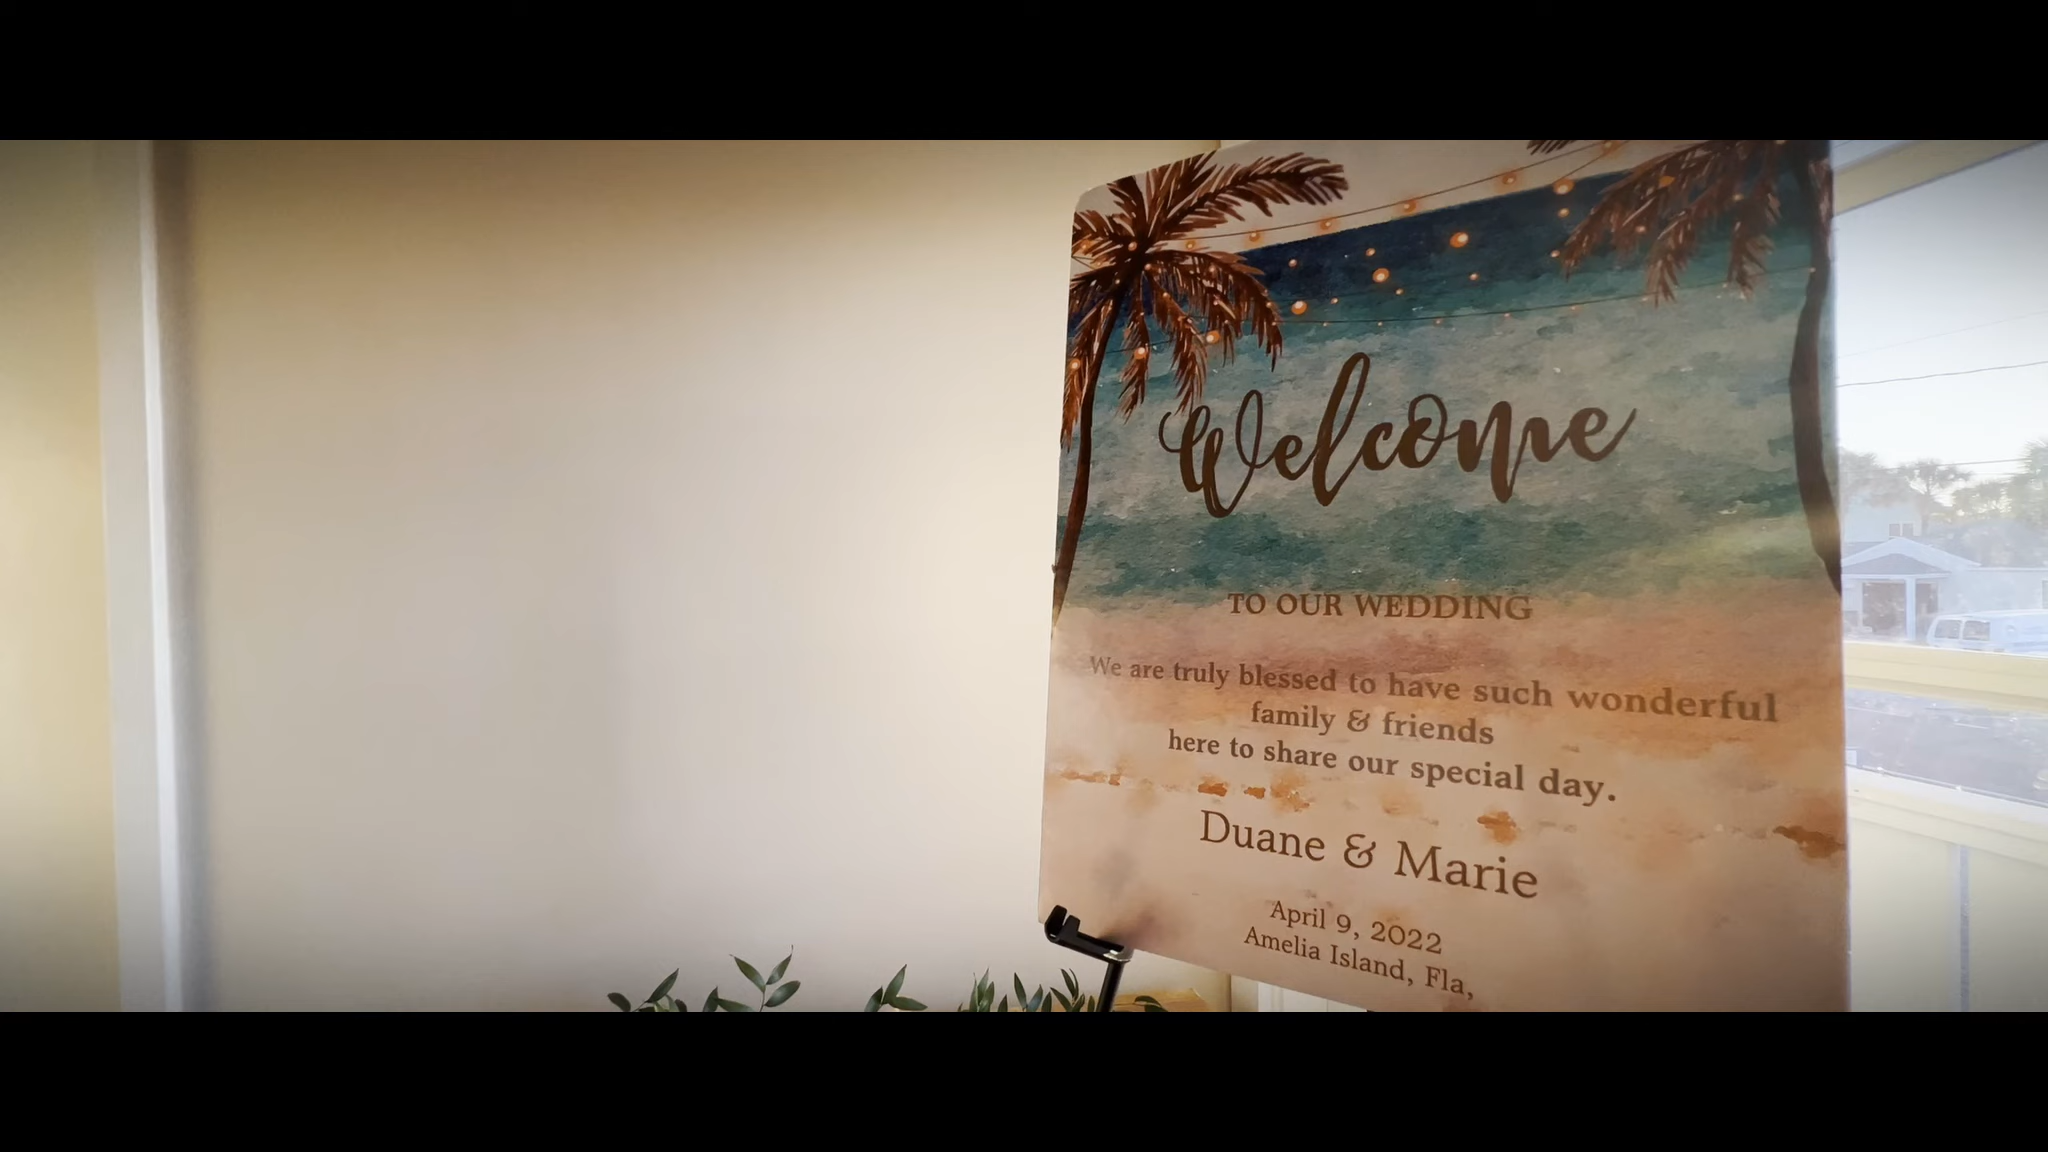 Welcome
TO OUR WEDDING
We are truly blessed to have such wonderful
family & friends
here to share our special day.
Duane & Marie
April 9, 2022
Amelia Island, Fla,